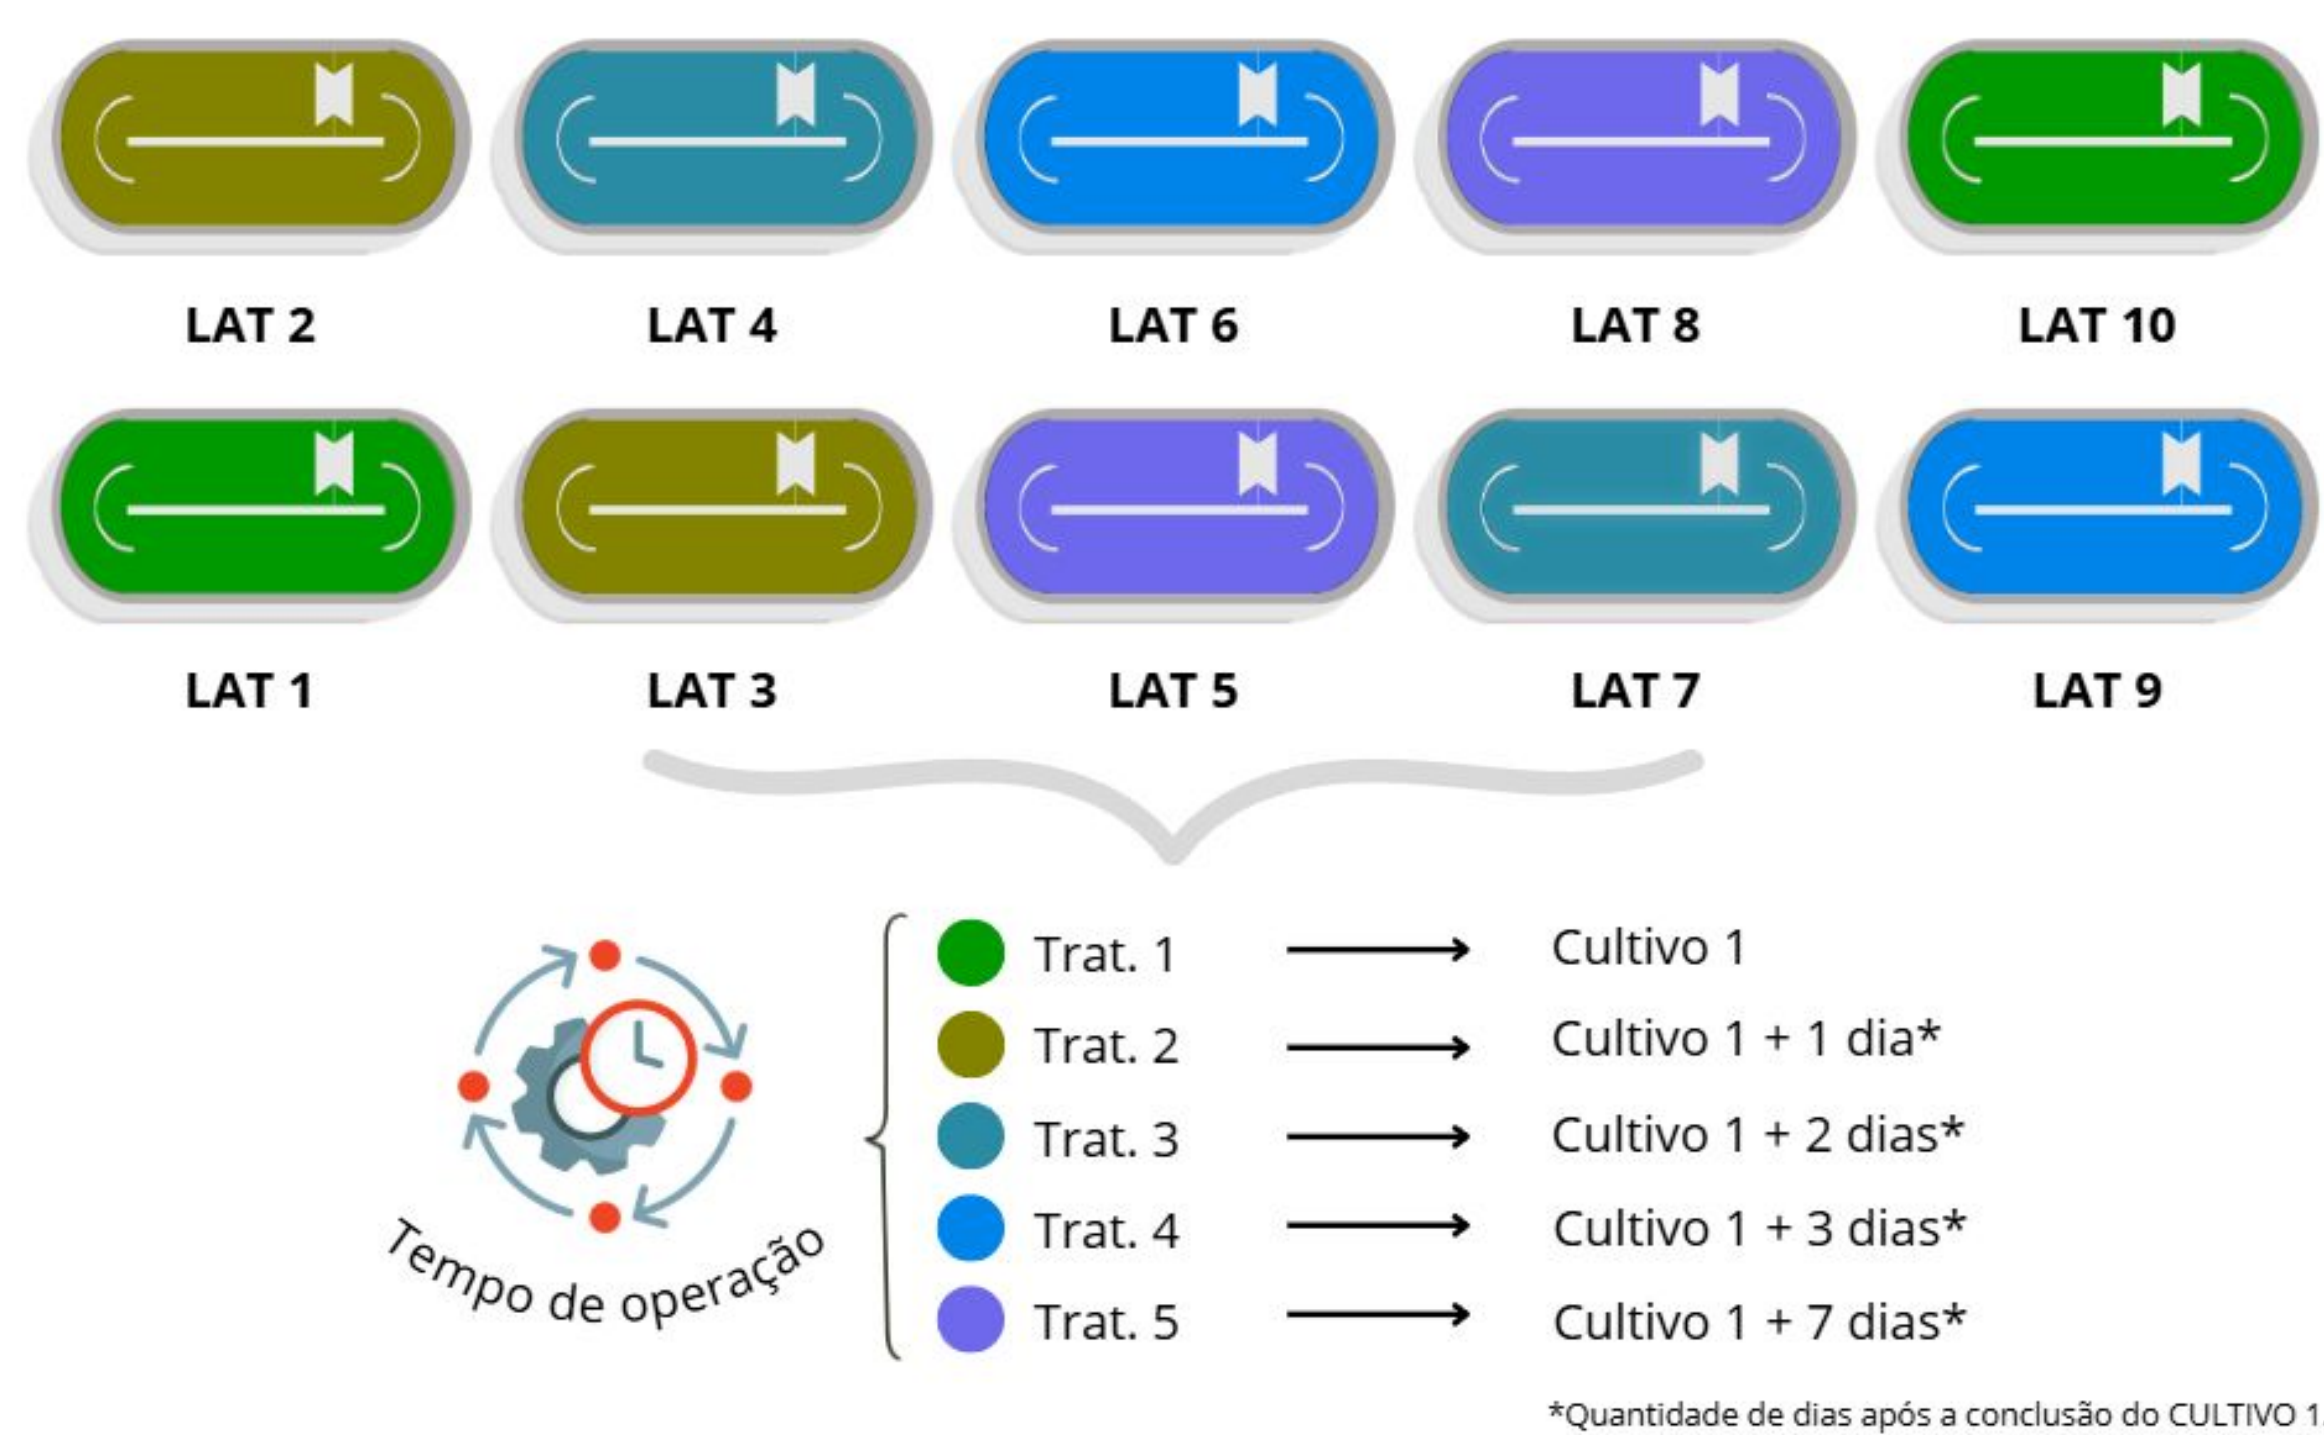 LAT 2
LAT 4
LAT 6
LAT 8
LAT 10
LAT 1
LAT 3
LAT 5
LAT 7
LAT 9
Tempo de operação
Trat. 1
Cultivo 1
Trat. 2
Cultivo 1 + 1 dia*
Trat. 3
Cultivo 1 + 2 dias*
Trat. 4
Cultivo 1 + 3 dias*
Trat. 5
Cultivo 1 + 7 dias*
*Quantidade de dias após a conclusão do CULTIVO 1